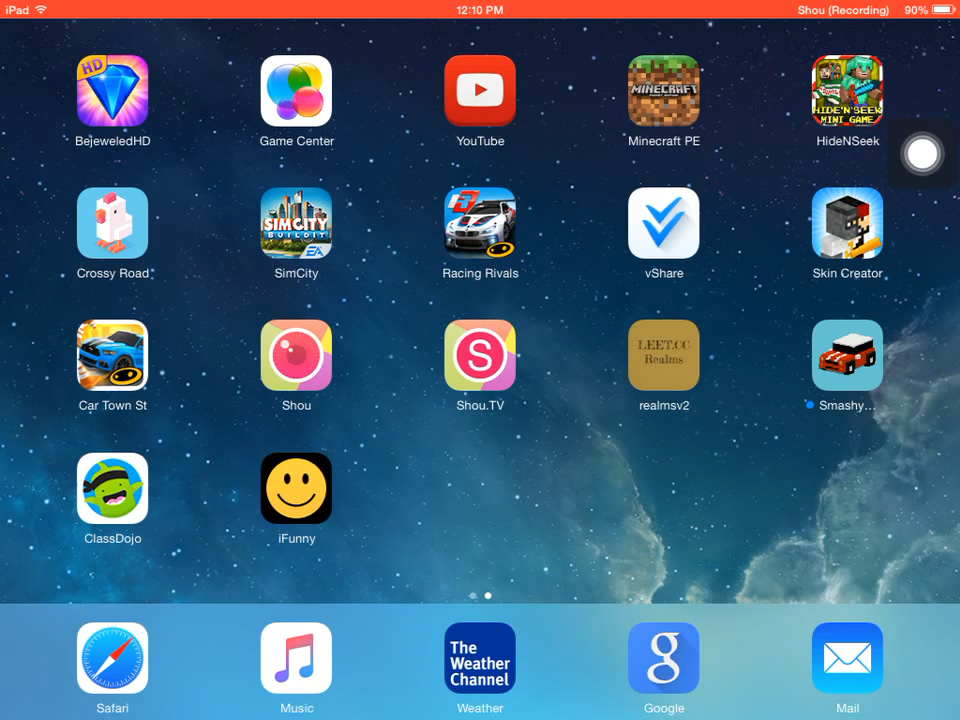 iPad 12:10 PM Shou (Recording) 90%
HD
MINECRAFT
HIDE'N'SEEK
MINI GAME
BejeweledHD Game Center YouTube Minecraft PE HideNSeek
SIMCITY
BUILDIT
EA
Crossy Road SimCity Racing Rivals vShare Skin Creator
S
LEET.CC
Realms
Car Town St Shou Shou.TV realmsv2 Smashy...
ClassDojo iFunny
The
Weather
Channel
g
Safari Music Weather Google Mail